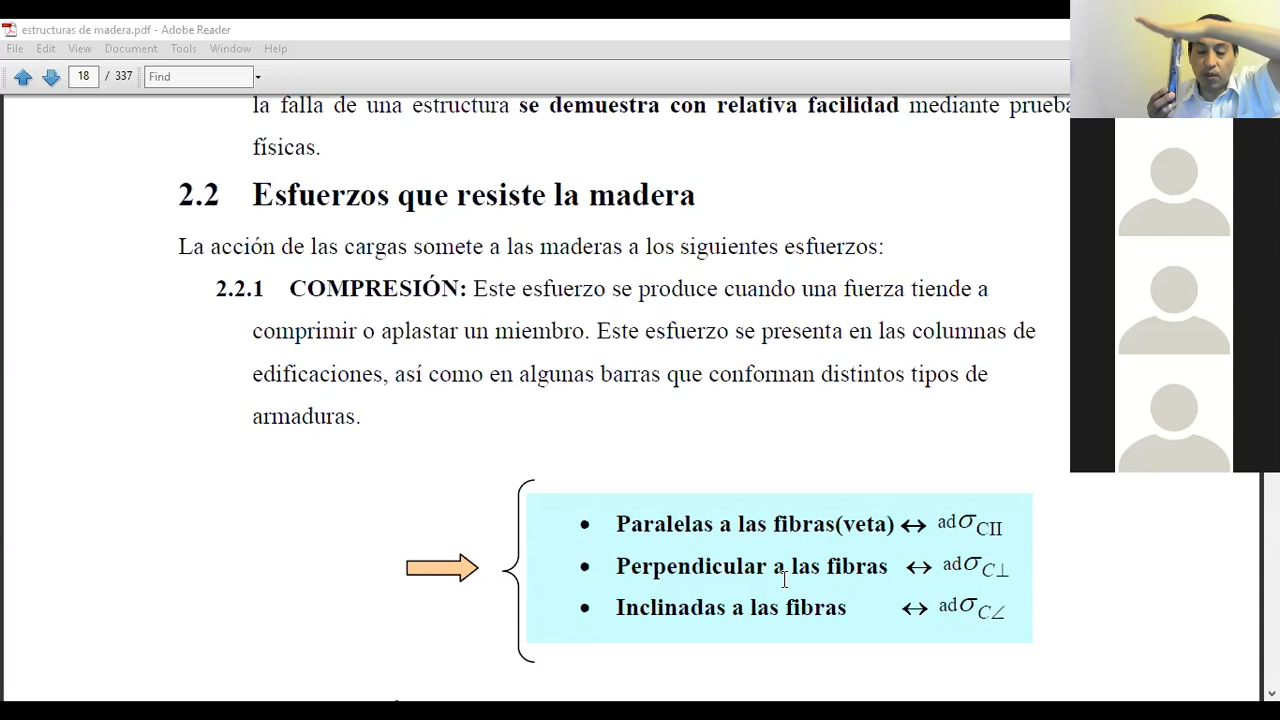 estructuras de madera.pdf - Adobe Reader
File Edit View Document Tools Window Help
18 / 337 Find
la falla de una estructura se demuestra con relativa facilidad mediante prueba
físicas.
2.2 Esfuerzos que resiste la madera
La acción de las cargas somete a las maderas a los siguientes esfuerzos:
2.2.1 COMPRESIÓN: Este esfuerzo se produce cuando una fuerza tiende a
comprimir o aplastar un miembro. Este esfuerzo se presenta en las columnas de
edificaciones, así como en algunas barras que conforman distintos tipos de
armaduras.
• Paralelas a las fibras(veta) ↔ adσCII
• Perpendicular a las fibras ↔ adσC⊥
• Inclinadas a las fibras ↔ adσC∠